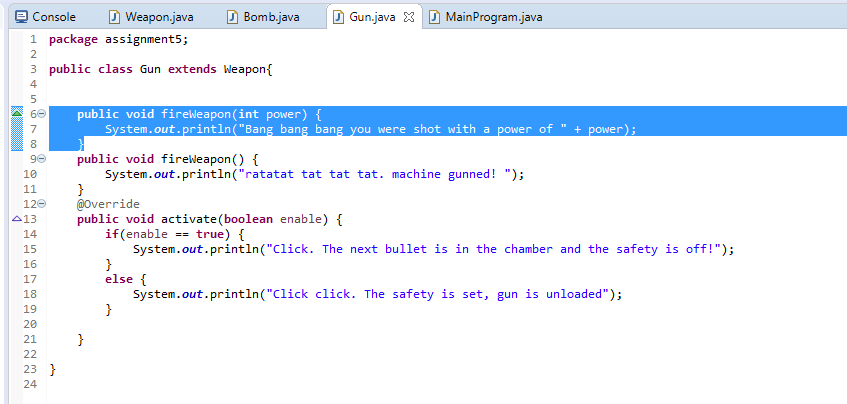 Console Weapon.java Bomb.java Gun.java MainProgram.java
1 package assignment5;
2
3 public class Gun extends Weapon{
4
5
6 public void fireWeapon(int power) {
7 System.out.println("Bang bang bang you were shot with a power of " + power);
8 }
9 public void fireWeapon() {
10 System.out.println("ratatat tat tat tat. machine gunned! ");
11 }
12 @Override
13 public void activate(boolean enable) {
14 if(enable == true) {
15 System.out.println("Click. The next bullet is in the chamber and the safety is off!");
16 }
17 else {
18 System.out.println("Click click. The safety is set, gun is unloaded");
19 }
20
21 }
22
23 }
24